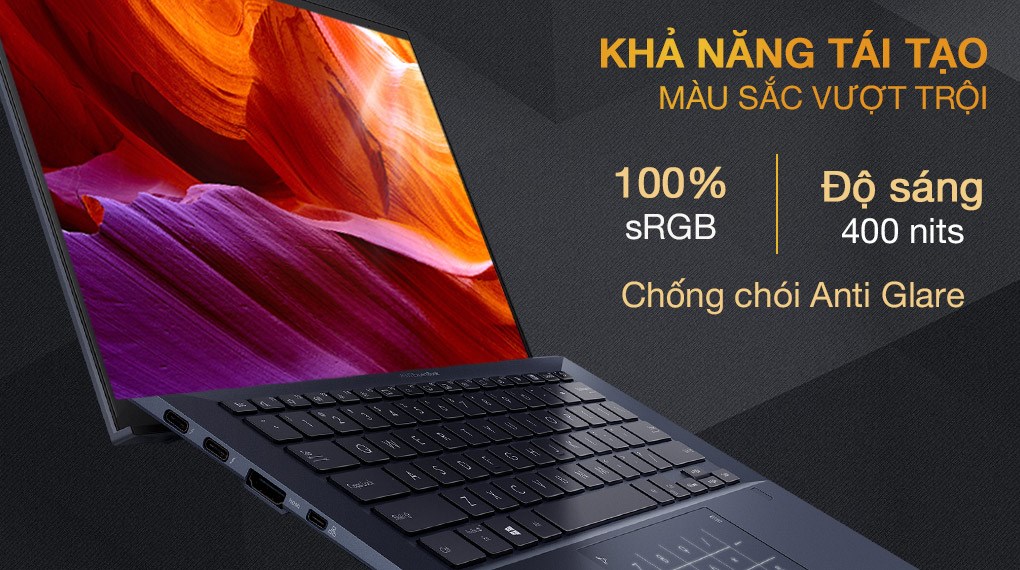 KHẢ NĂNG TÁI TẠO
MÀU SẮC VƯỢT TRỘI
100%
sRGB
Độ sáng
400 nits
Chống chói Anti Glare